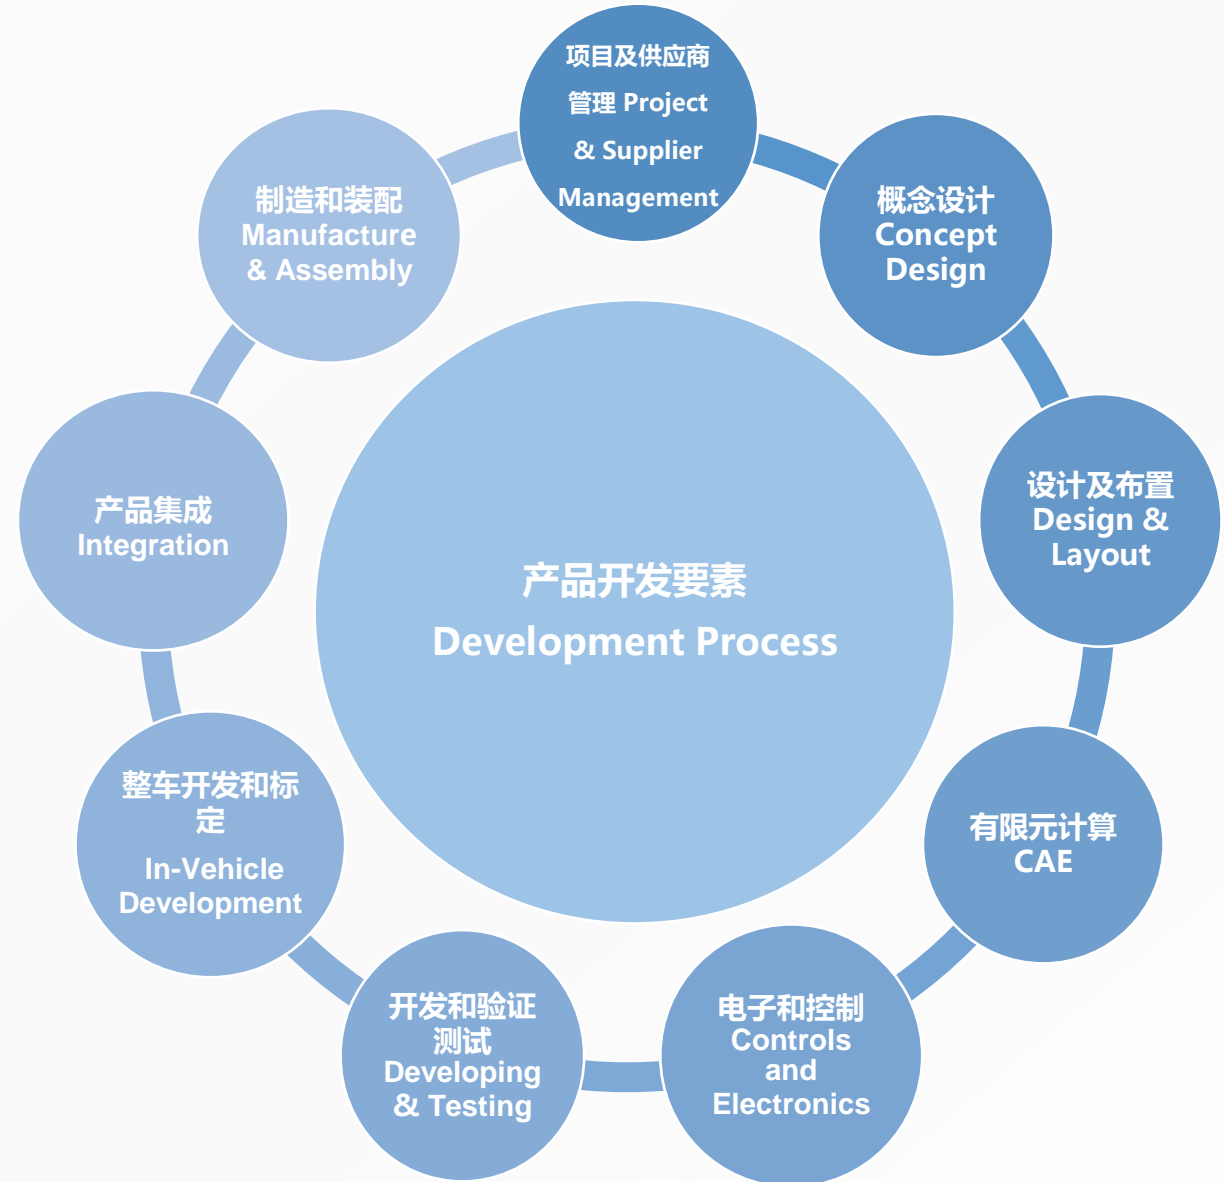 项目及供应商
管理 Project
& Supplier
Management
概念设计
Concept
Design
设计及布置
Design &
Layout
有限元计算
CAE
电子和控制
Controls
and
Electronics
开发和验证
测试
Developing
& Testing
整车开发和标
定
In-Vehicle
Development
产品集成
Integration
制造和装配
Manufacture
& Assembly
产品开发要素
Development Process